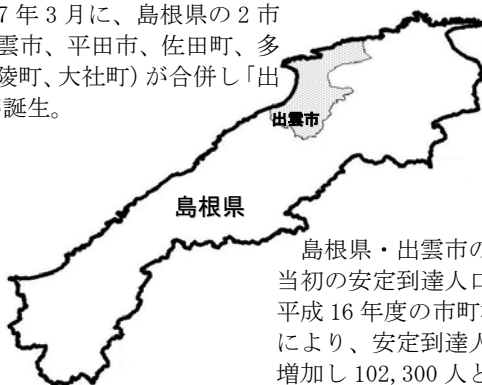 7 年 3 月に、島根県の 2 市
雲市、平田市、佐田町、多
陵町、大社町)が合併し「出
誕生。
出雲市
島根県
島根県・出雲市の
当初の安定到達人口
平成 16 年度の市町
により、安定到達人
増加し 102,300 人と